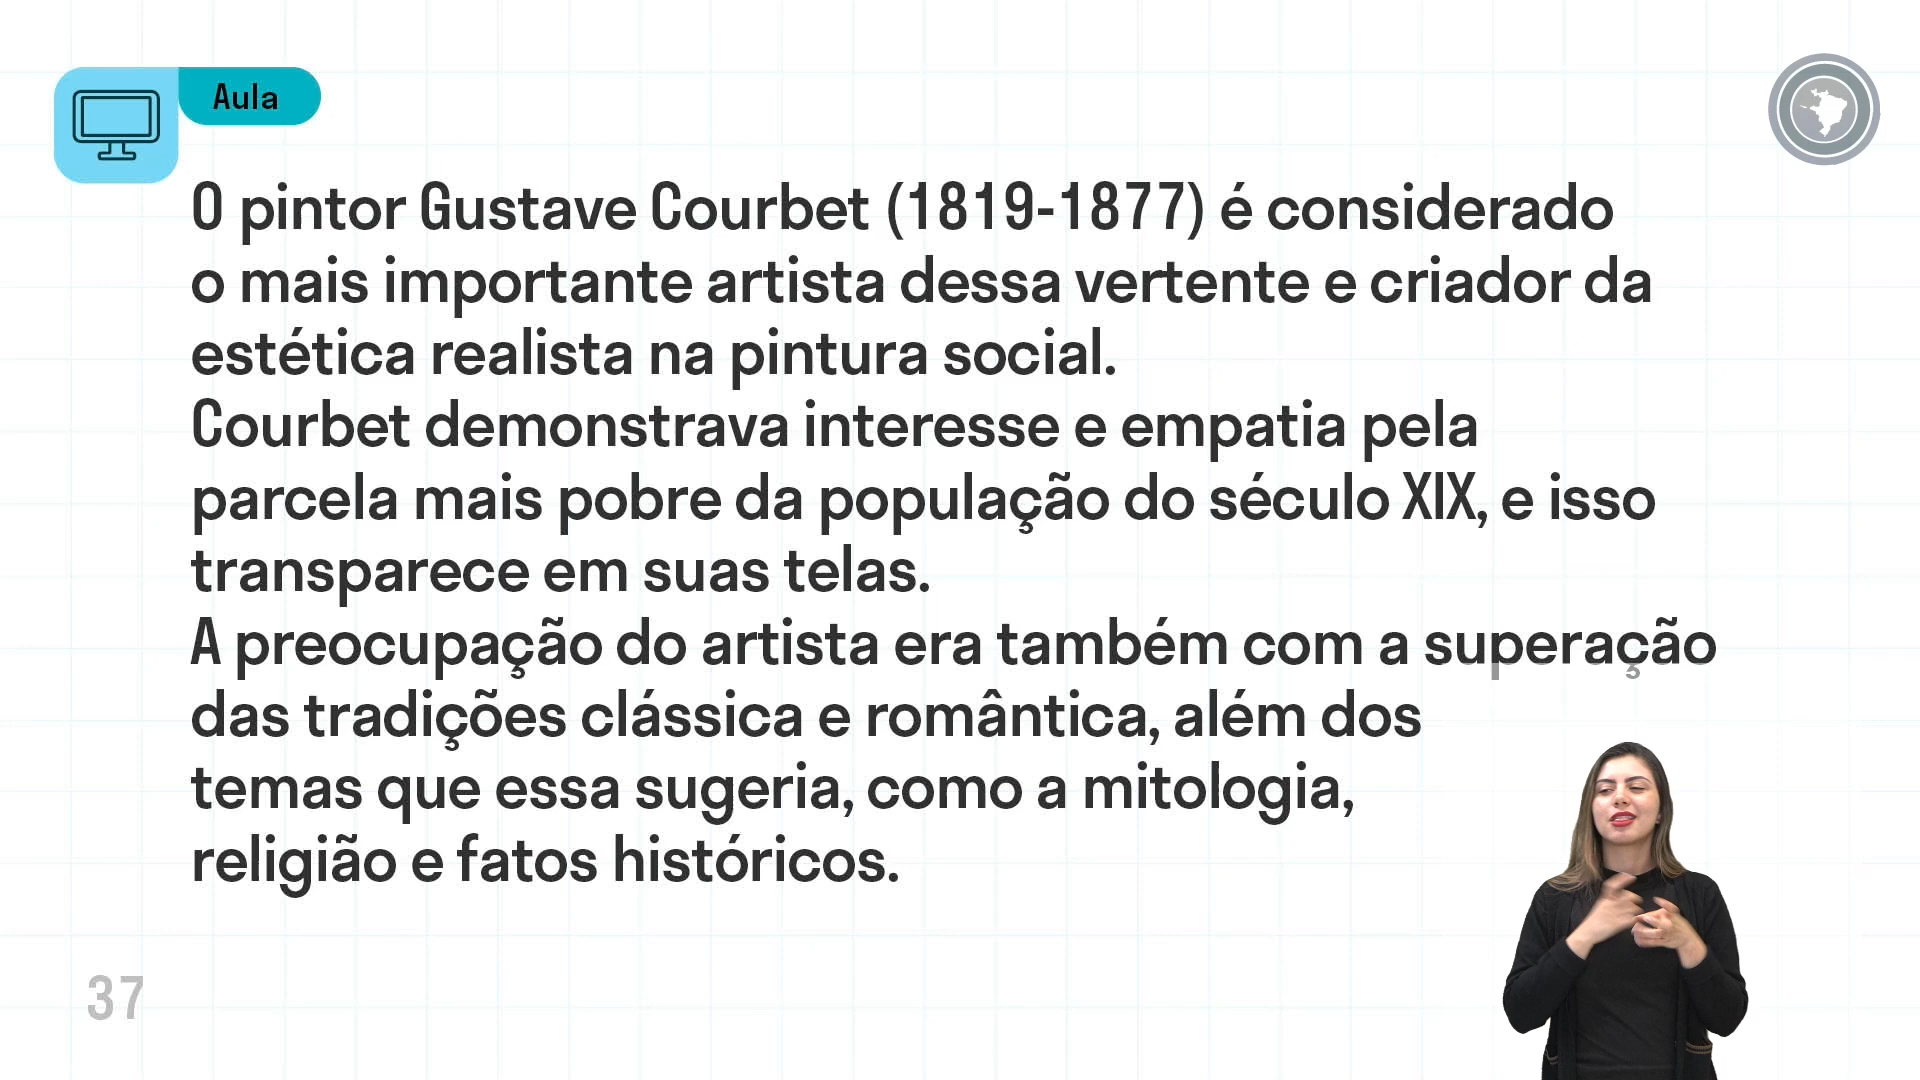 Aula
O pintor Gustave Courbet (1819-1877) é considerado
o mais importante artista dessa vertente e criador da
estética realista na pintura social.
Courbet demonstrava interesse e empatia pela
parcela mais pobre da população do século XIX, e isso
transparece em suas telas.
A preocupação do artista era também com a superação
das tradições clássica e romântica, além dos
temas que essa sugeria, como a mitologia,
religião e fatos históricos.
37